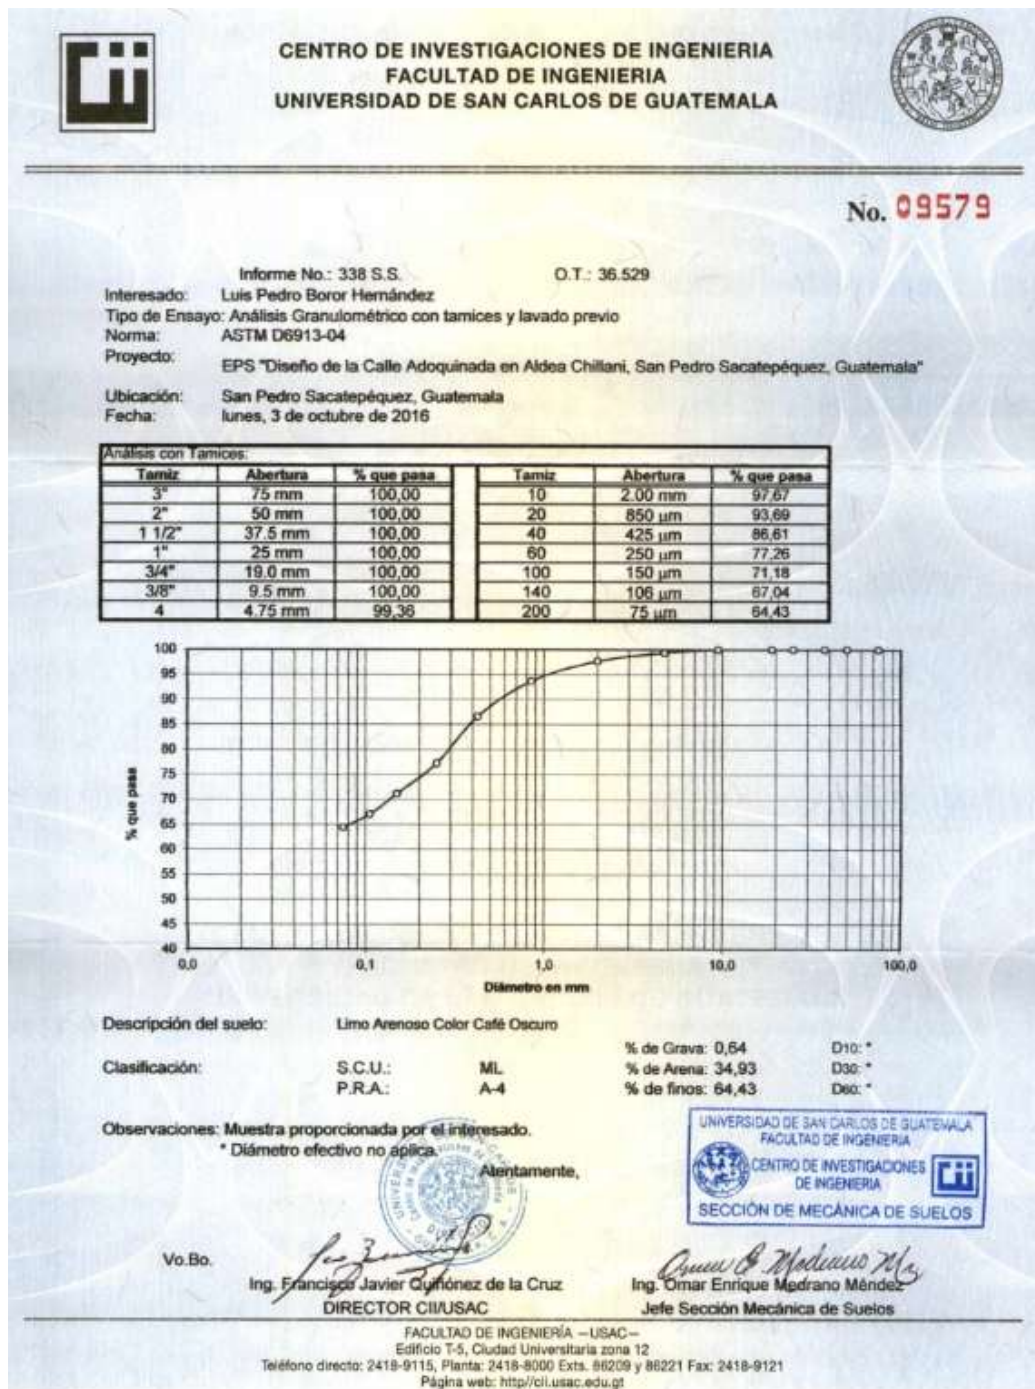 cii
CENTRO DE INVESTIGACIONES DE INGENIERIA
FACULTAD DE INGENIERIA
UNIVERSIDAD DE SAN CARLOS DE GUATEMALA
No. 09579
Informe No.: 338 S.S. O.T.: 36.529
Interesado: Luis Pedro Boror Hernández
Tipo de Ensayo: Análisis Granulométrico con tamices y lavado previo
Norma: ASTM D6913-04
Proyecto: EPS "Diseño de la Calle Adoquinada en Aldea Chillani, San Pedro Sacatepéquez, Guatemala"
Ubicación: San Pedro Sacatepéquez, Guatemala
Fecha: lunes, 3 de octubre de 2016
Análisis con Tamices:
Tamiz Abertura % que pasa Tamiz Abertura % que pasa
3" 75 mm 100,00 10 2.00 mm 97,67
2" 50 mm 100,00 20 850 µm 93,69
1 1/2" 37.5 mm 100,00 40 425 µm 86,61
1" 25 mm 100,00 60 250 µm 77,26
3/4" 19.0 mm 100,00 100 150 µm 71,18
3/8" 9.5 mm 100,00 140 106 µm 67,04
4 4.75 mm 99,36 200 75 µm 64,43
100
95
90
85
80
75
70
65
60
55
50
45
40
% que pasa
0,0 0,1 1,0 10,0 100,0
Diámetro en mm
Descripción del suelo: Limo Arenoso Color Café Oscuro
% de Grava: 0,64 D10: *
Clasificación: S.C.U.: ML % de Arena: 34,93 D30: *
P.R.A.: A-4 % de finos: 64,43 D60: *
Observaciones: Muestra proporcionada por el interesado.
* Diámetro efectivo no aplica.
Atentamente,
UNIVERSIDAD DE SAN CARLOS DE GUATEMALA
FACULTAD DE INGENIERIA
CENTRO DE INVESTIGACIONES
DE INGENIERIA
cii
SECCIÓN DE MECÁNICA DE SUELOS
Vo.Bo.
Ing. Francisco Javier Quiñónez de la Cruz
DIRECTOR CII/USAC
Ing. Omar Enrique Medrano Méndez
Jefe Sección Mecánica de Suelos
FACULTAD DE INGENIERÍA —USAC—
Edificio T-5, Ciudad Universitaria zona 12
Teléfono directo: 2418-9115, Planta: 2418-8000 Exts. 86209 y 86221 Fax: 2418-9121
Página web: http//cii.usac.edu.gt